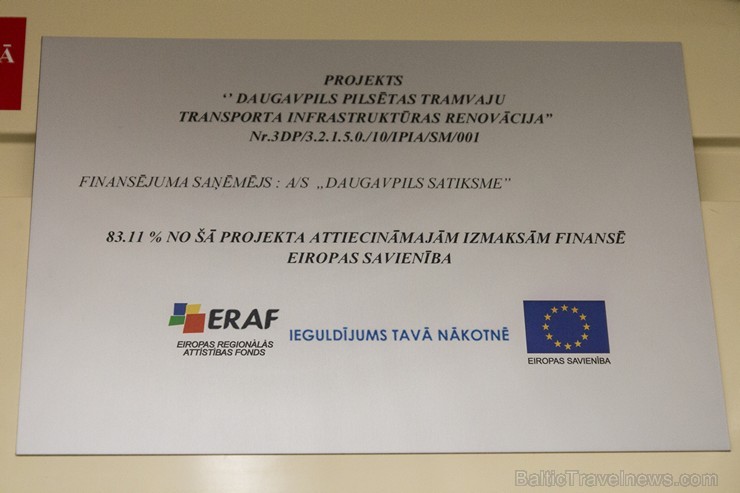 Ā
PROJEKTS
‘’ DAUGAVPILS PILSĒTAS TRAMVAJU
TRANSPORTA INFRASTRUKTŪRAS RENOVĀCIJA”
Nr.3DP/3.2.1.5.0./10/IPIA/SM/001
FINANSĒJUMA SAŅĒMĒJS : A/S „DAUGAVPILS SATIKSME”
83.11 % NO ŠĀ PROJEKTA ATTIECINĀMAJĀM IZMAKSĀM FINANSĒ
EIROPAS SAVIENĪBA
ERAF
EIROPAS REGIONĀLĀS
ATTĪSTĪBAS FONDS
IEGULDĪJUMS TAVĀ NĀKOTNĒ
EIROPAS SAVIENĪBA
BalticTravelnews.com